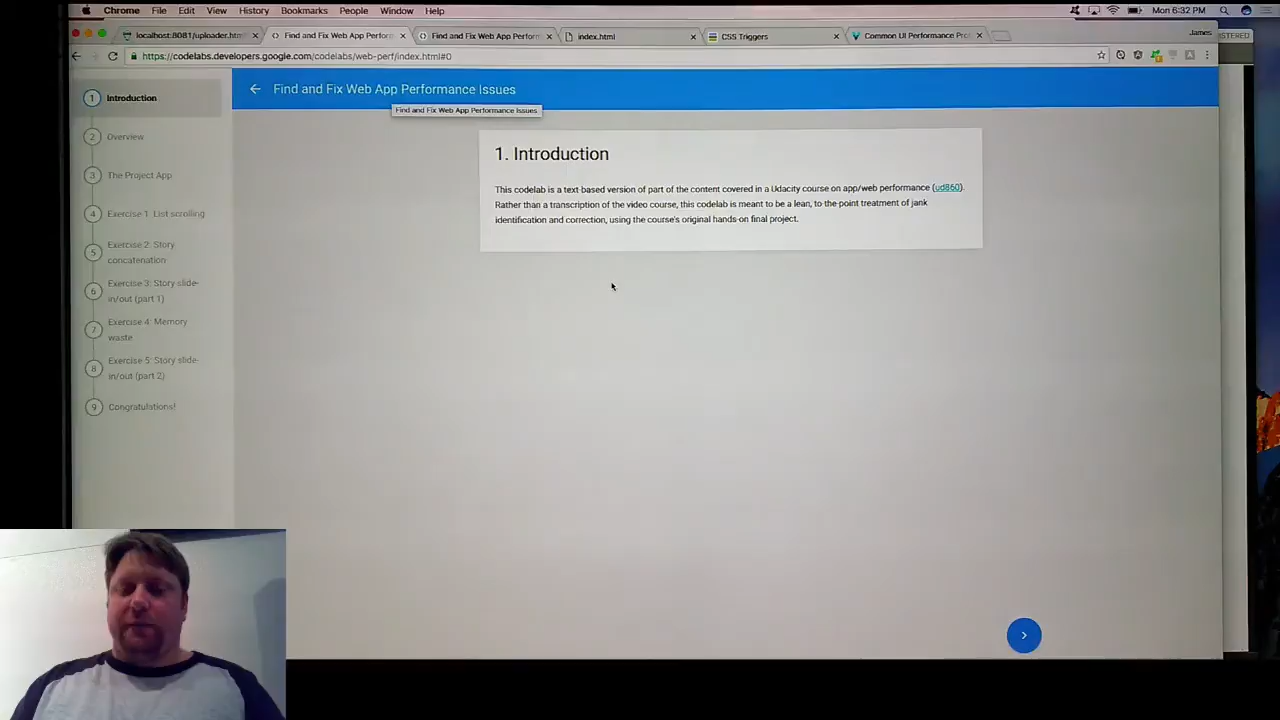 Chrome File Edit View History Bookmarks People Window Help Mon 6:32 PM
localhost:8081/uploader.htm Find and Fix Web App Perform Find and Fix Web App Perform index.html CSS Triggers Common UI Performance Pro James STERED
https://codelabs.developers.google.com/codelabs/web-perf/index.html#0
Find and Fix Web App Performance Issues
Find and Fix Web App Performance Issues
1 Introduction
2 Overview
3 The Project App
4 Exercise 1: List scrolling
5 Exercise 2: Story
concatenation
6 Exercise 3: Story slide-
in/out (part 1)
7 Exercise 4: Memory
waste
8 Exercise 5: Story slide-
in/out (part 2)
9 Congratulations!
1. Introduction
This codelab is a text-based version of part of the content covered in a Udacity course on app/web performance (ud860).
Rather than a transcription of the video course, this codelab is meant to be a lean, to-the-point treatment of jank
identification and correction, using the course's original hands-on final project.